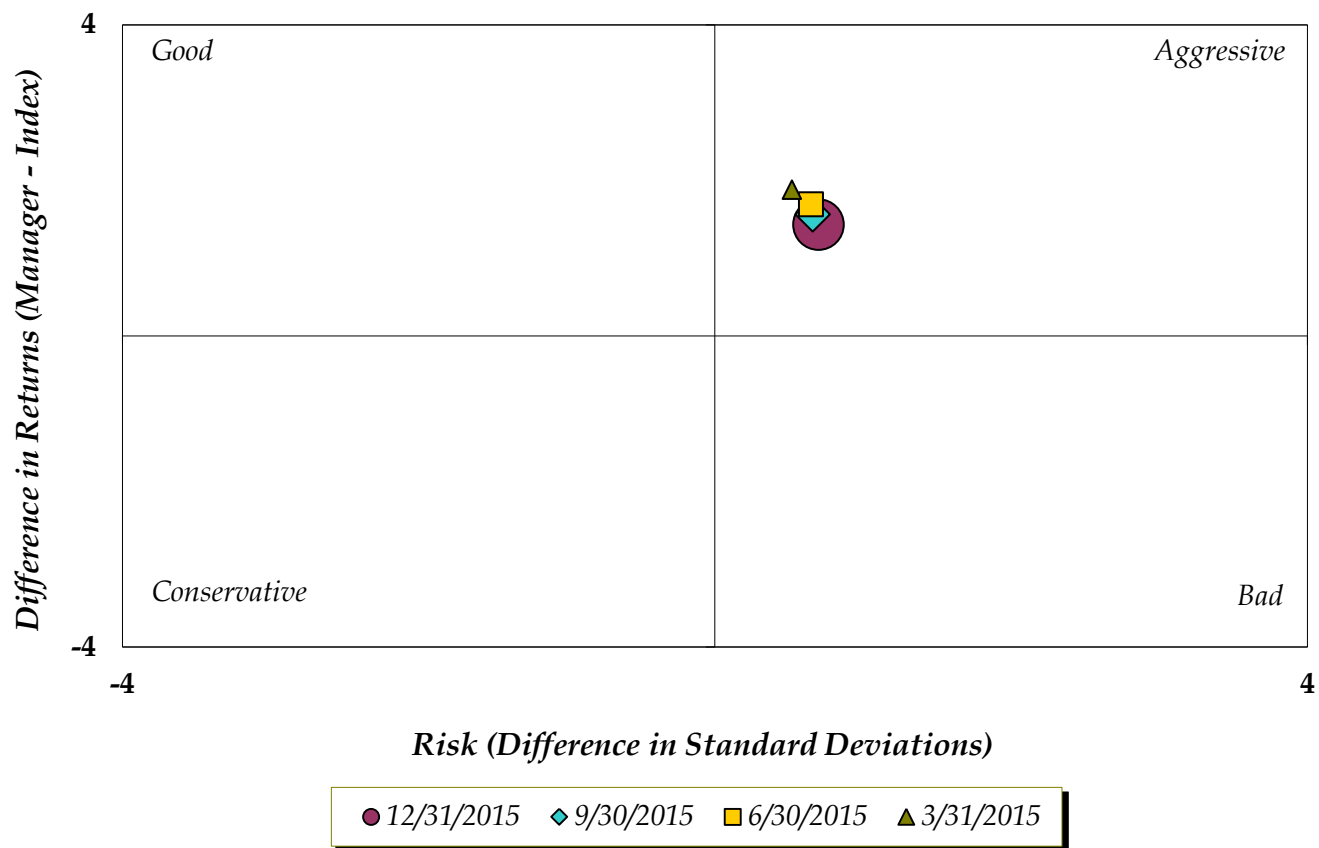 4
Good
Aggressive
Difference in Returns (Manager - Index)
Conservative
Bad
-4
-4
4
Risk (Difference in Standard Deviations)
12/31/2015 9/30/2015 6/30/2015 3/31/2015